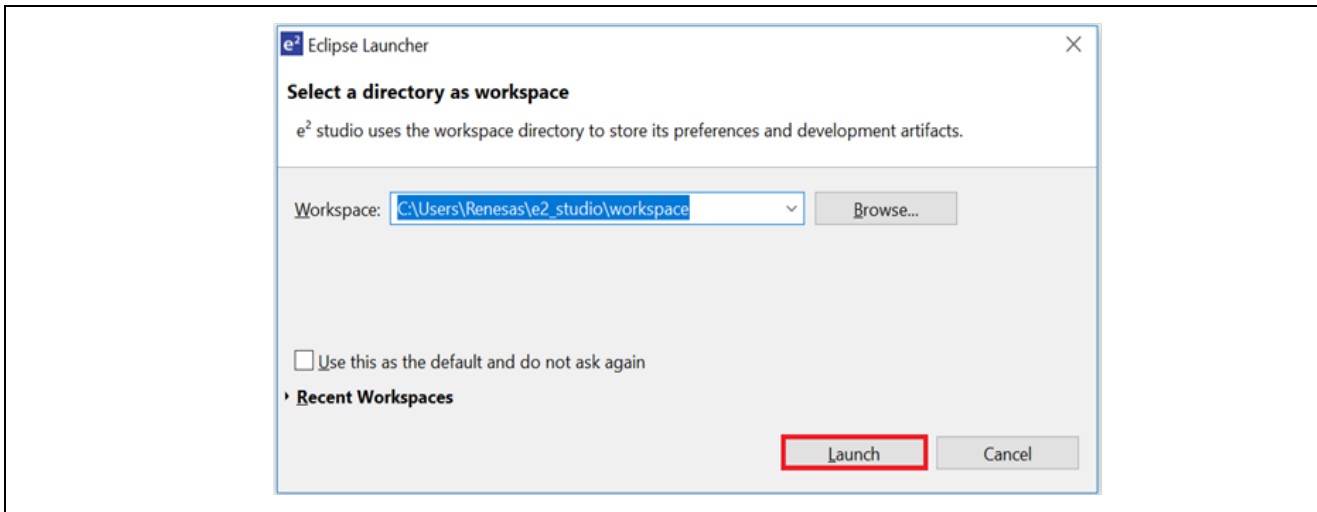 e² Eclipse Launcher
Select a directory as workspace
e² studio uses the workspace directory to store its preferences and development artifacts.
Workspace: C:\Users\Renesas\e2_studio\workspace Browse...
Use this as the default and do not ask again
Recent Workspaces
Launch Cancel